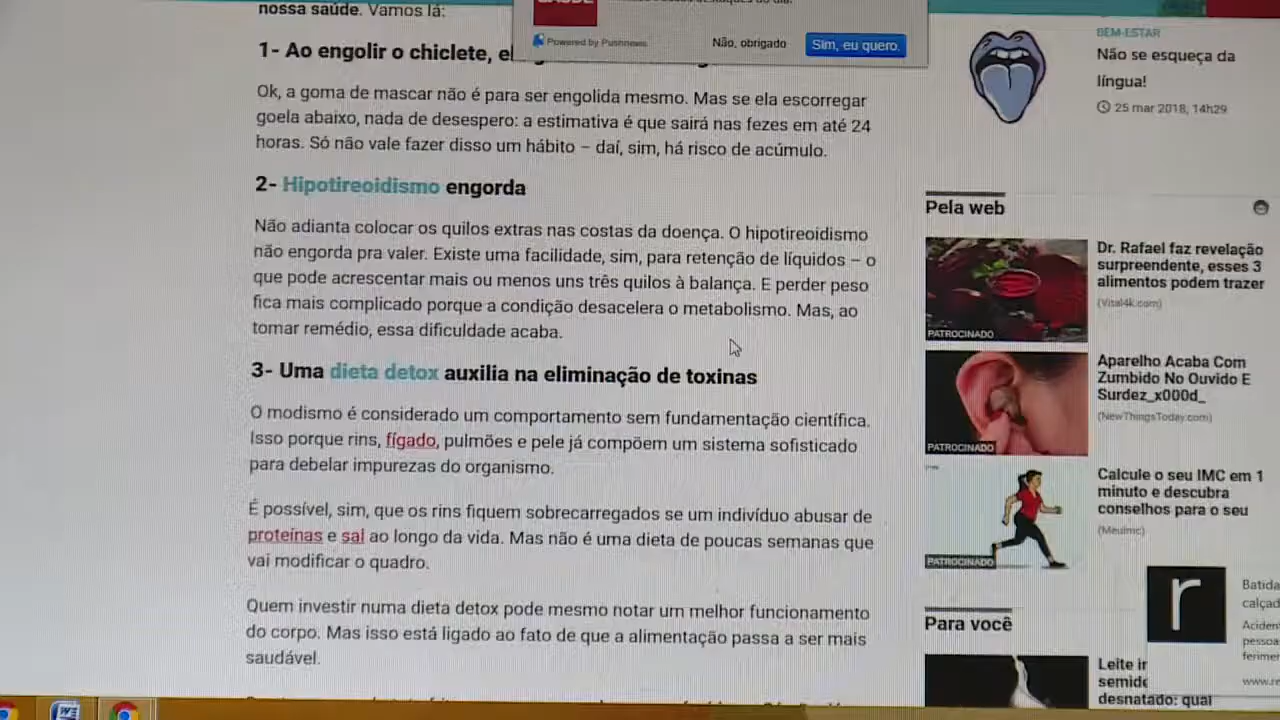 nossa saúde. Vamos lá:
Powered by Pushnews
Não, obrigado
Sim, eu quero.
1- Ao engolir o chiclete,
Ok, a goma de mascar não é para ser engolida mesmo. Mas se ela escorregar
goela abaixo, nada de desespero: a estimativa é que sairá nas fezes em até 24
horas. Só não vale fazer disso um hábito – daí, sim, há risco de acúmulo.
2- Hipotireoidismo engorda
Não adianta colocar os quilos extras nas costas da doença. O hipotireoidismo
não engorda pra valer. Existe uma facilidade, sim, para retenção de líquidos – o
que pode acrescentar mais ou menos uns três quilos à balança. E perder peso
fica mais complicado porque a condição desacelera o metabolismo. Mas, ao
tomar remédio, essa dificuldade acaba.
3- Uma dieta detox auxilia na eliminação de toxinas
O modismo é considerado um comportamento sem fundamentação científica.
Isso porque rins, fígado, pulmões e pele já compõem um sistema sofisticado
para debelar impurezas do organismo.
É possível, sim, que os rins fiquem sobrecarregados se um indivíduo abusar de
proteínas e sal ao longo da vida. Mas não é uma dieta de poucas semanas que
vai modificar o quadro.
Quem investir numa dieta detox pode mesmo notar um melhor funcionamento
do corpo. Mas isso está ligado ao fato de que a alimentação passa a ser mais
saudável.
BEM-ESTAR
Não se esqueça da
língua!
25 mar 2018, 14h29
Pela web
Dr. Rafael faz revelação
surpreendente, esses 3
alimentos podem trazer
(Vital4k.com)
PATROCINADO
Aparelho Acaba Com
Zumbido No Ouvido E
Surdez_x000d_
(NewThingsToday.com)
PATROCINADO
Calcule o seu IMC em 1
minuto e descubra
conselhos para o seu
(MeuImc)
PATROCINADO
r
Batida
calçad
Aciden
pessoa
ferimer
www.re
Para você
Leite ir
semide
desnatado: qual